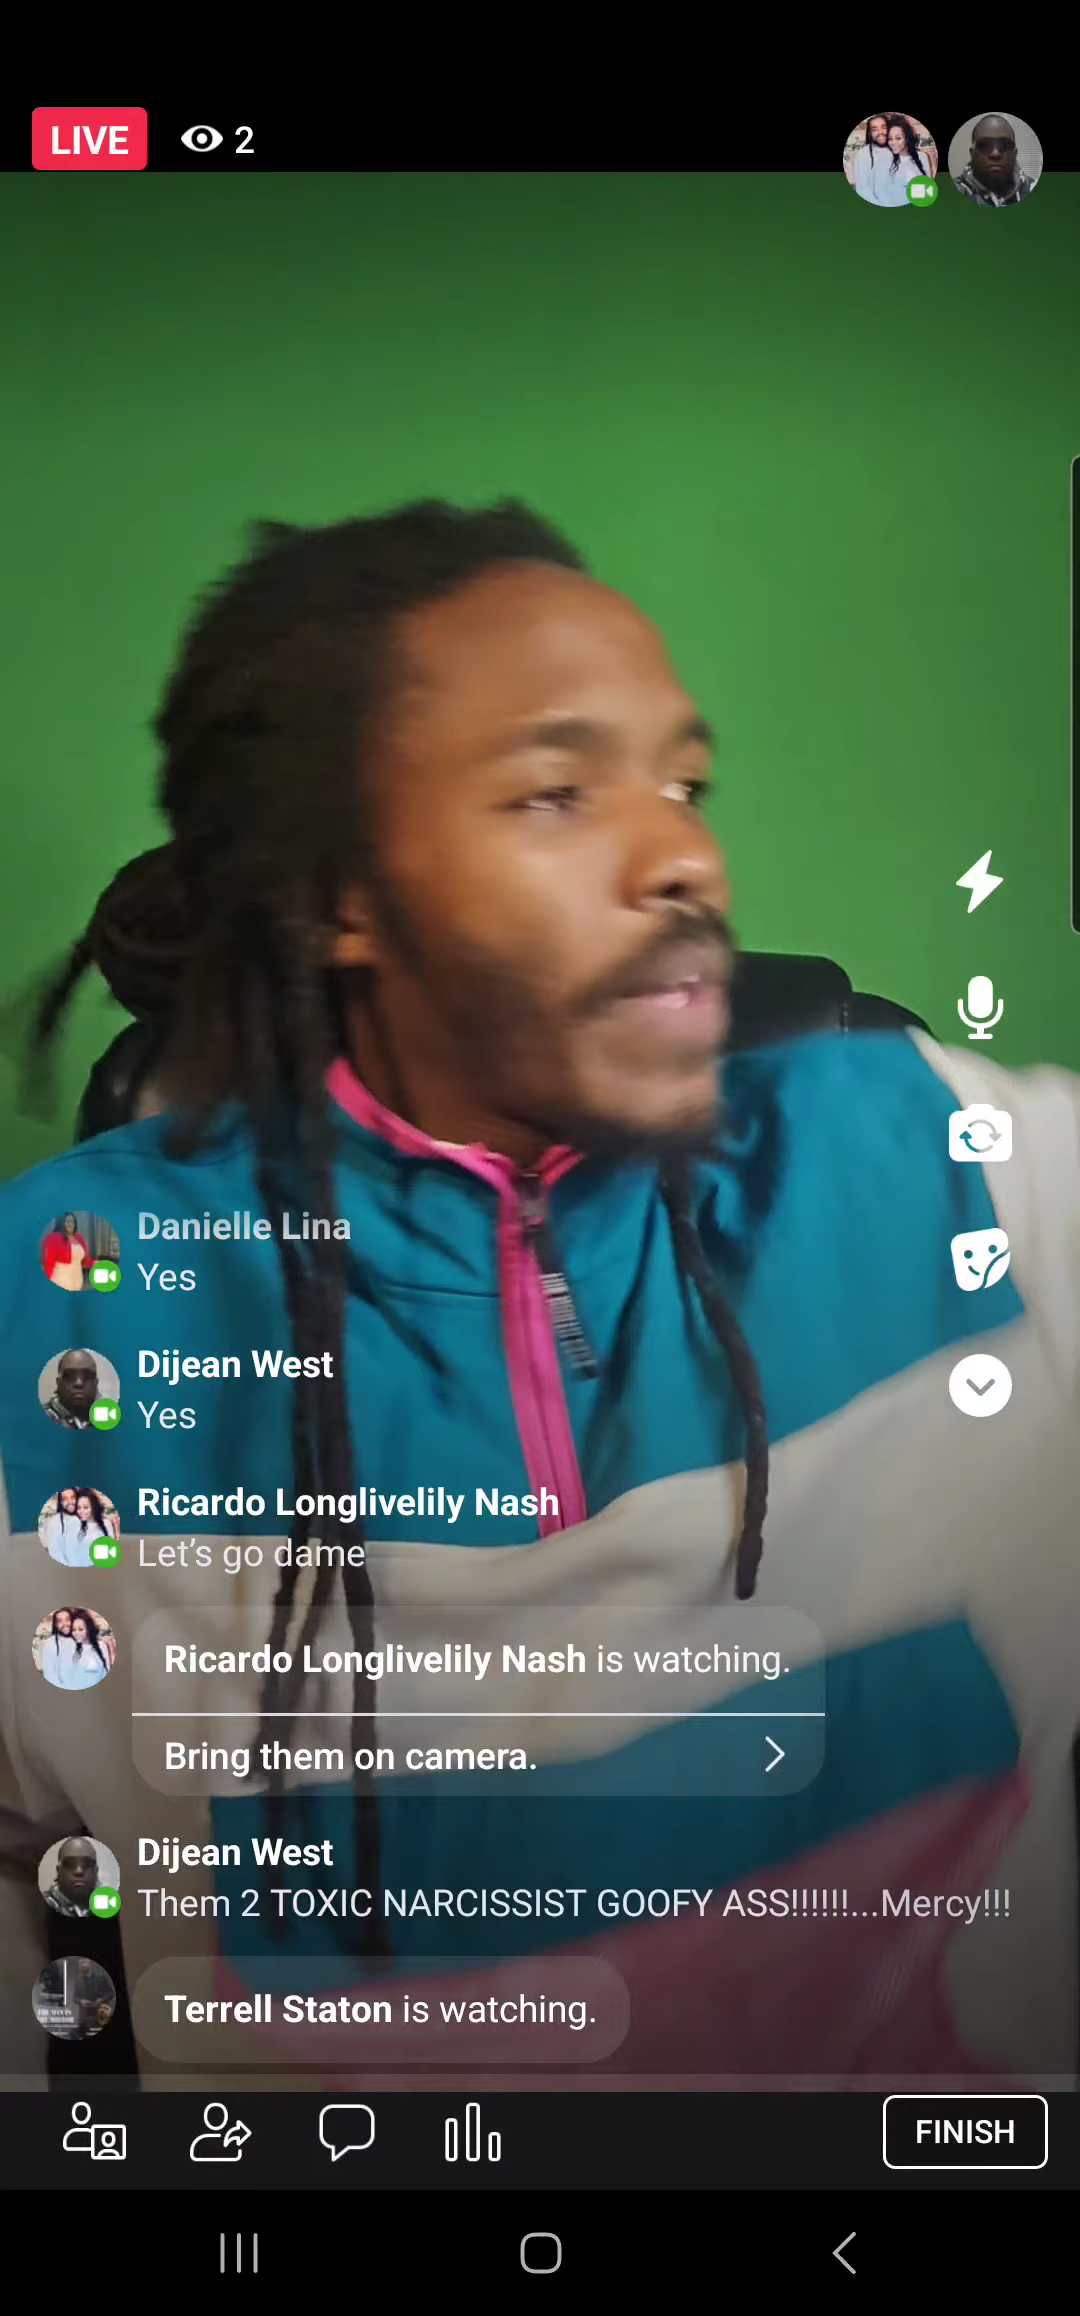 LIVE 2
Danielle Lina
Yes
Dijean West
Yes
Ricardo Longlivelily Nash
Let's go dame
Ricardo Longlivelily Nash is watching.
Bring them on camera.
Dijean West
Them 2 TOXIC NARCISSIST GOOFY ASS!!!!!!...Mercy!!!
Terrell Staton is watching.
FINISH